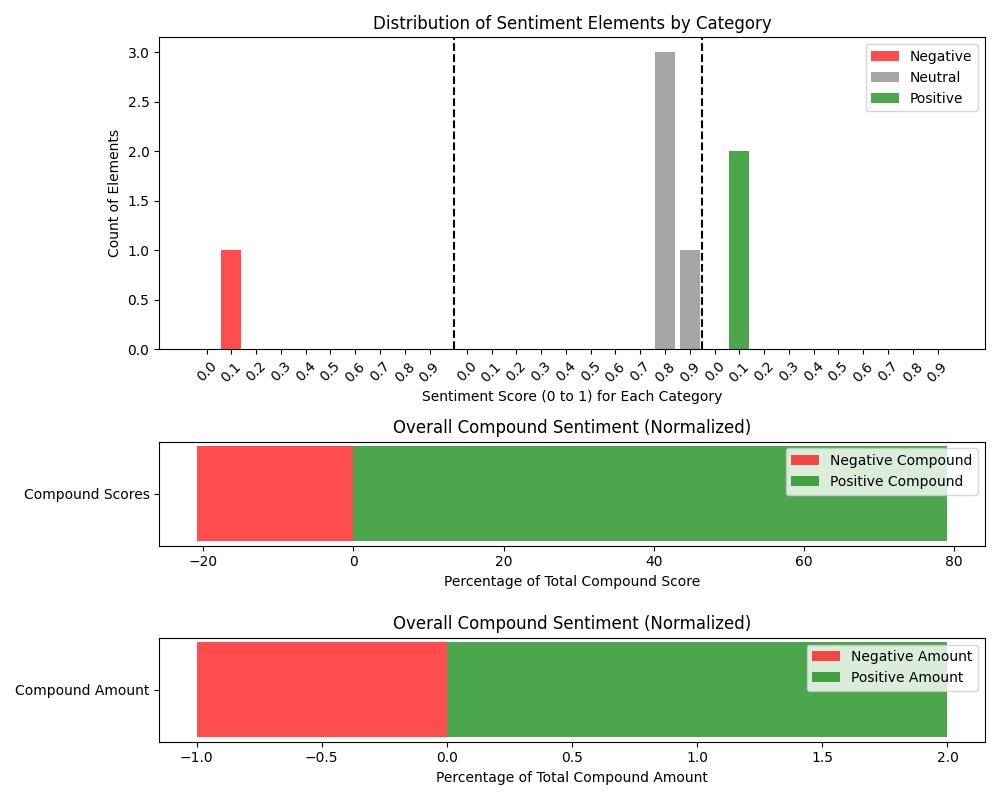 Distribution of Sentiment Elements by Category
Negative
Neutral
Positive
Count of Elements
3.0
2.5
2.0
1.5
1.0
0.5
0.0
0.0 0.1 0.2 0.3 0.4 0.5 0.6 0.7 0.8 0.9 0.0 0.1 0.2 0.3 0.4 0.5 0.6 0.7 0.8 0.9 0.0 0.1 0.2 0.3 0.4 0.5 0.6 0.7 0.8 0.9
Sentiment Score (0 to 1) for Each Category
Overall Compound Sentiment (Normalized)
Negative Compound
Positive Compound
Compound Scores
−20 0 20 40 60 80
Percentage of Total Compound Score
Overall Compound Sentiment (Normalized)
Negative Amount
Positive Amount
Compound Amount
−1.0 −0.5 0.0 0.5 1.0 1.5 2.0
Percentage of Total Compound Amount